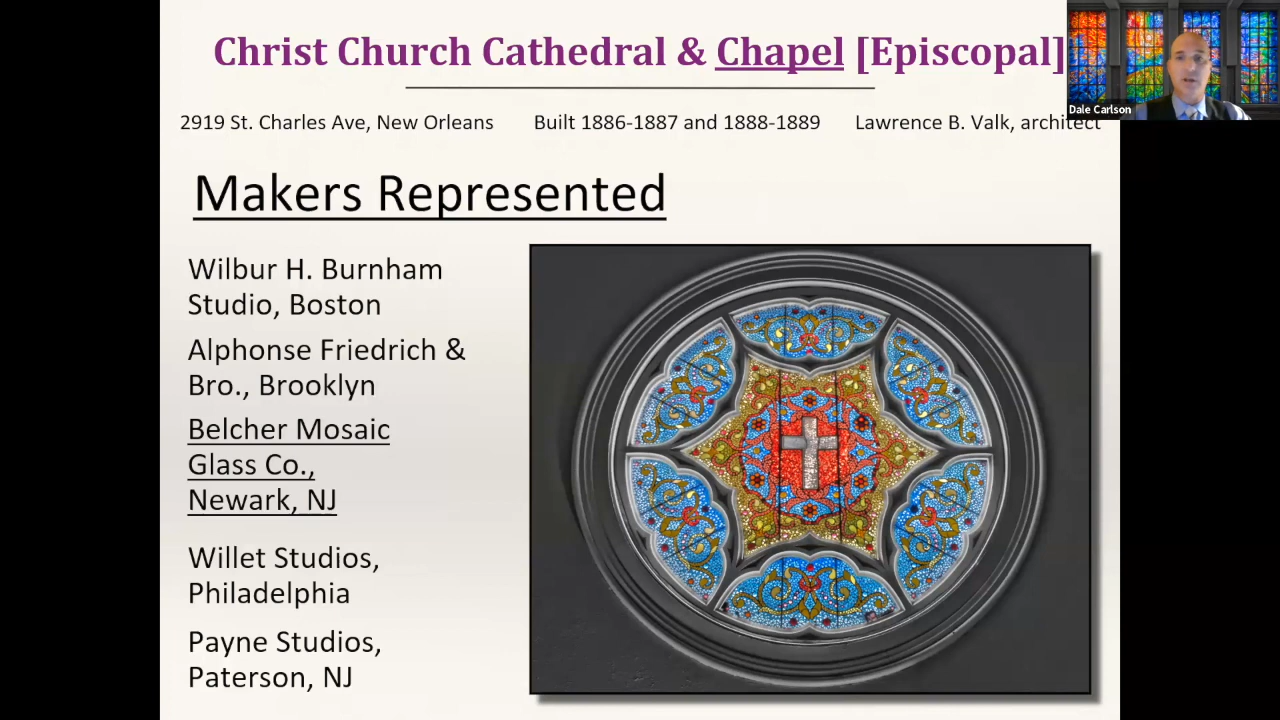 Christ Church Cathedral & Chapel [Episcopal]
Dale Carlson
2919 St. Charles Ave, New Orleans Built 1886-1887 and 1888-1889 Lawrence B. Valk, architect
Makers Represented
Wilbur H. Burnham
Studio, Boston
Alphonse Friedrich &
Bro., Brooklyn
Belcher Mosaic
Glass Co.,
Newark, NJ
Willet Studios,
Philadelphia
Payne Studios,
Paterson, NJ